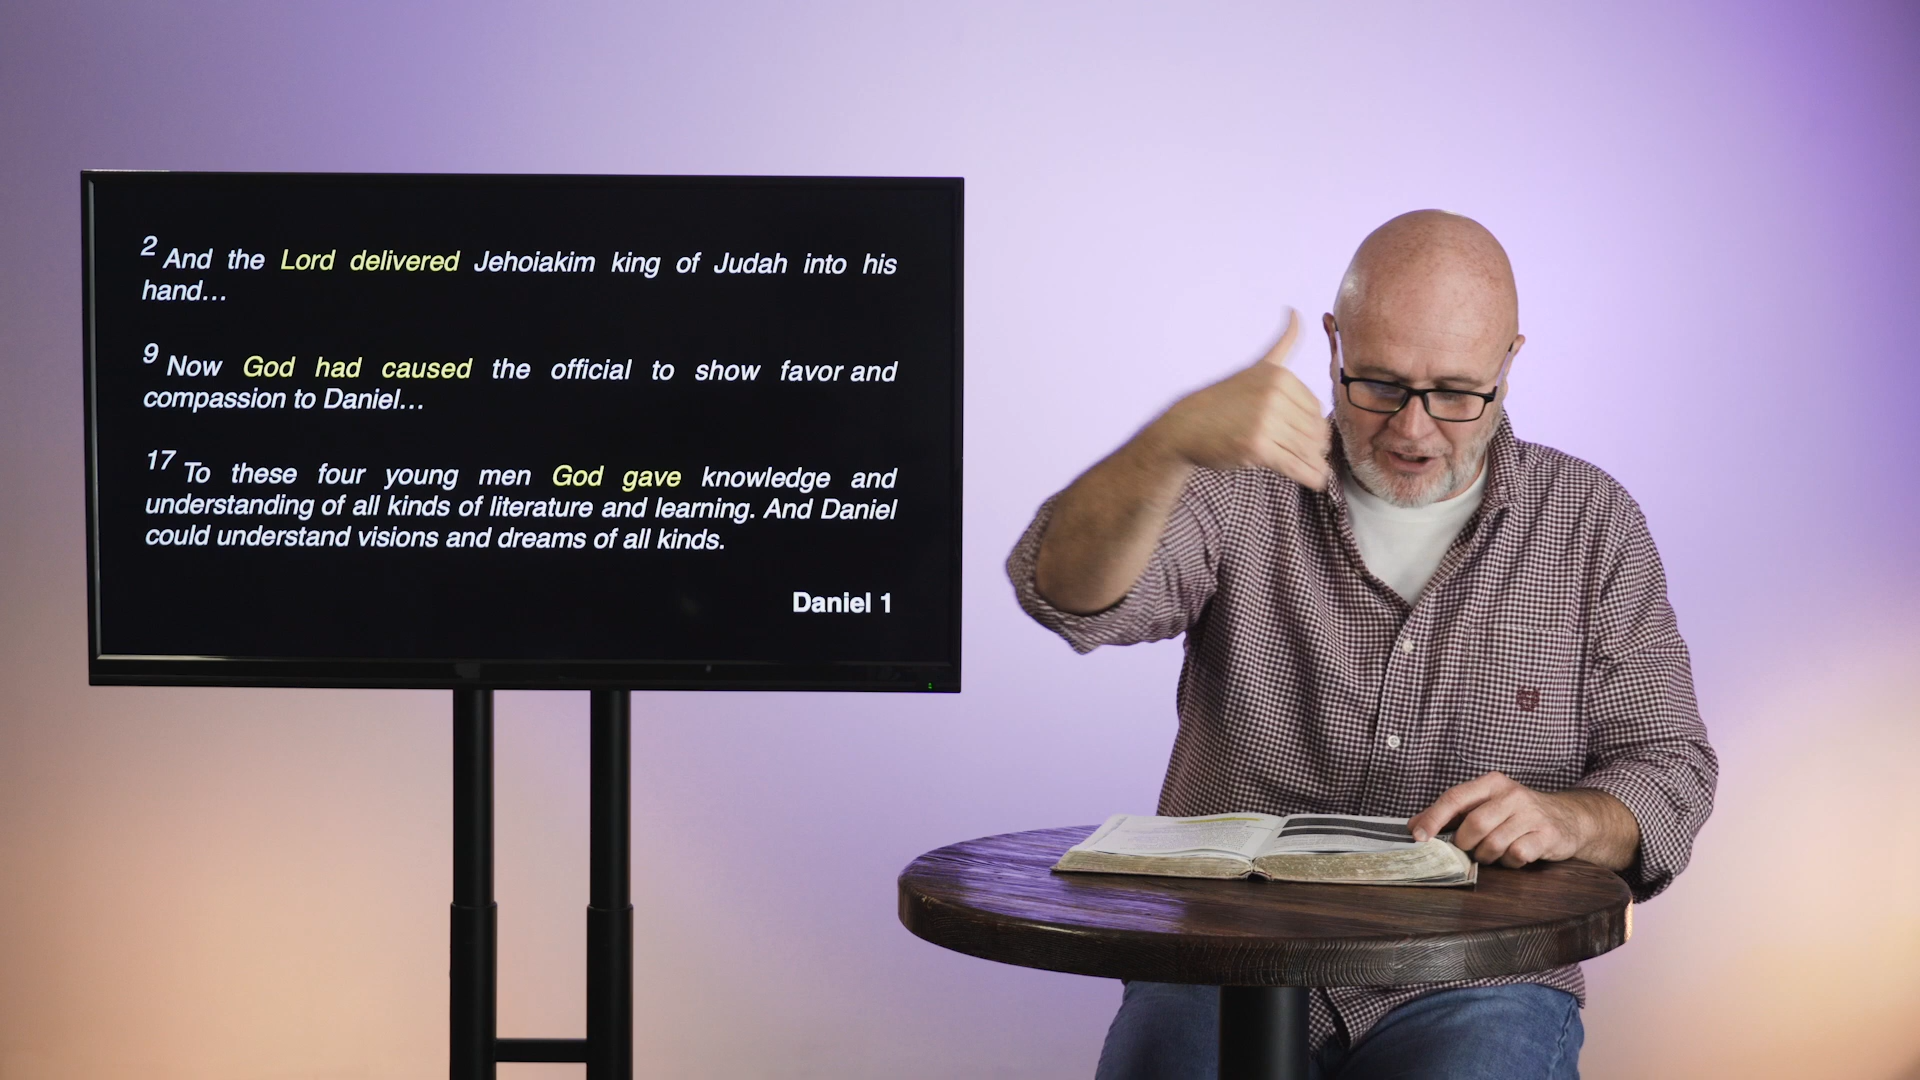 2 And the Lord delivered Jehoiakim king of Judah into his
hand…
9 Now God had caused the official to show favor and
compassion to Daniel…
17 To these four young men God gave knowledge and
understanding of all kinds of literature and learning. And Daniel
could understand visions and dreams of all kinds.
Daniel 1